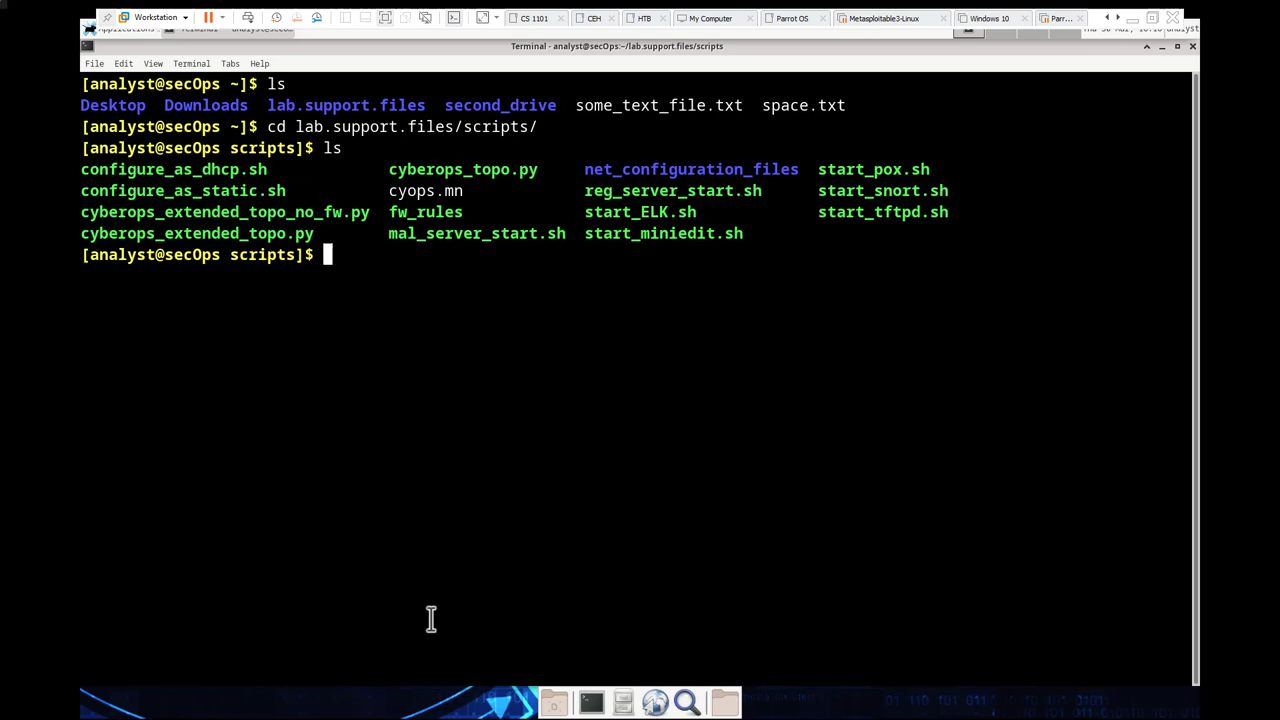 Workstation CS 1101 CEH HTB My Computer Parrot OS Metasploitable3-Linux Windows 10 Parr...
Applications Terminal
Terminal - analyst@secOps:~/lab.support.files/scripts
File Edit View Terminal Tabs Help
[analyst@secOps ~]$ ls
Desktop Downloads lab.support.files second_drive some_text_file.txt space.txt
[analyst@secOps ~]$ cd lab.support.files/scripts/
[analyst@secOps scripts]$ ls
configure_as_dhcp.sh cyberops_topo.py net_configuration_files start_pox.sh
configure_as_static.sh cyops.mn reg_server_start.sh start_snort.sh
cyberops_extended_topo_no_fw.py fw_rules start_ELK.sh start_tftpd.sh
cyberops_extended_topo.py mal_server_start.sh start_miniedit.sh
[analyst@secOps scripts]$